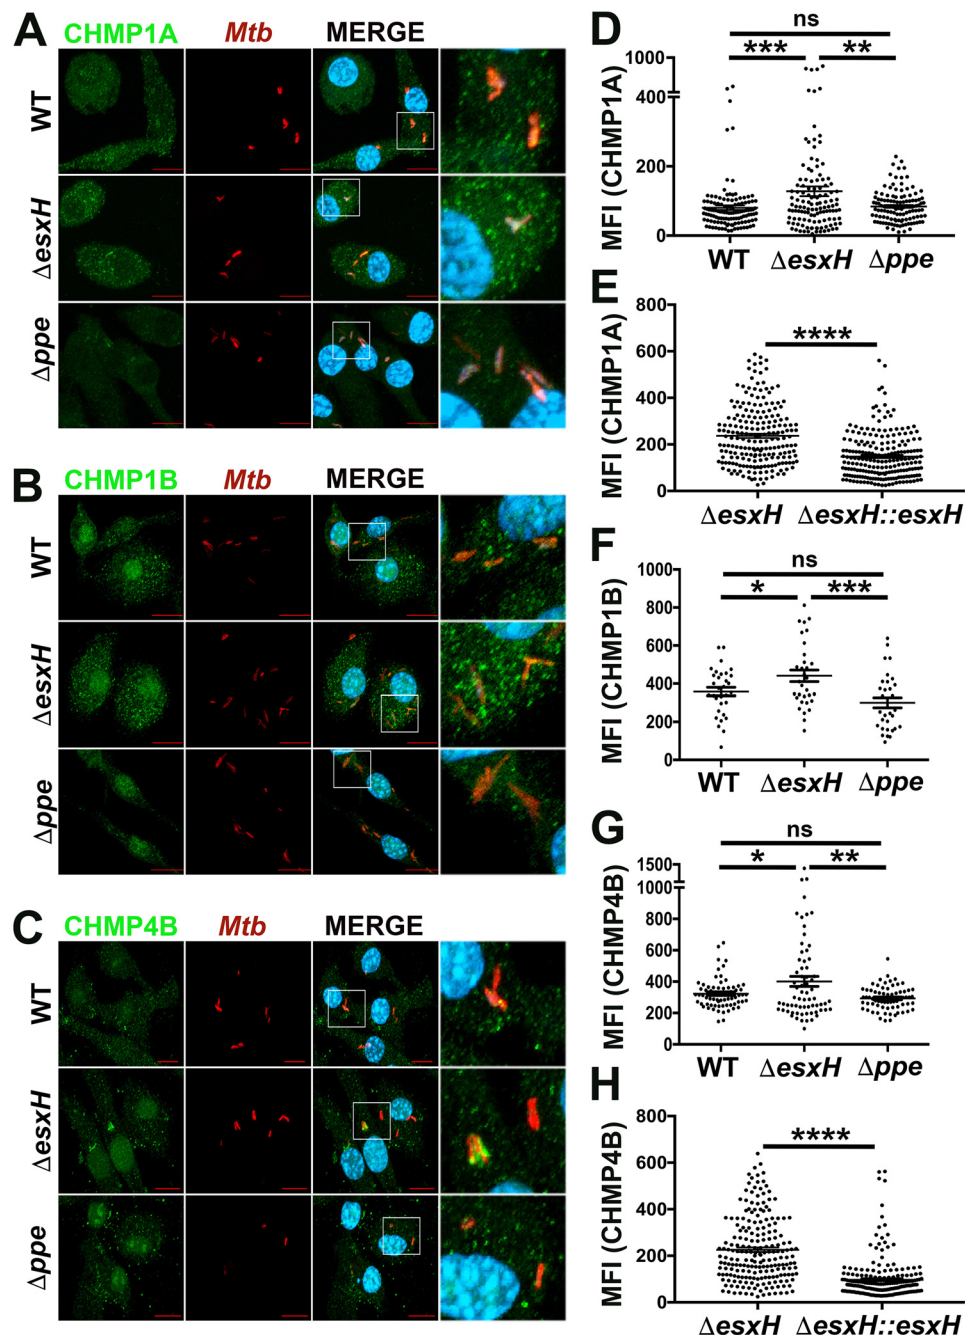 A
CHMP1A Mtb MERGE
WT
ΔesxH
Δppe
B
CHMP1B Mtb MERGE
WT
ΔesxH
Δppe
C
CHMP4B Mtb MERGE
WT
ΔesxH
Δppe
D
ns
*** **
MFI (CHMP1A)
1000
400
200
0
WT ΔesxH Δppe
E
****
MFI (CHMP1A)
800
600
400
200
0
ΔesxH ΔesxH::esxH
F
ns
* ***
MFI (CHMP1B)
1000
800
600
400
200
0
WT ΔesxH Δppe
G
ns
* **
MFI (CHMP4B)
1500
1000
800
600
400
200
0
WT ΔesxH Δppe
H
****
MFI (CHMP4B)
800
600
400
200
0
ΔesxH ΔesxH::esxH